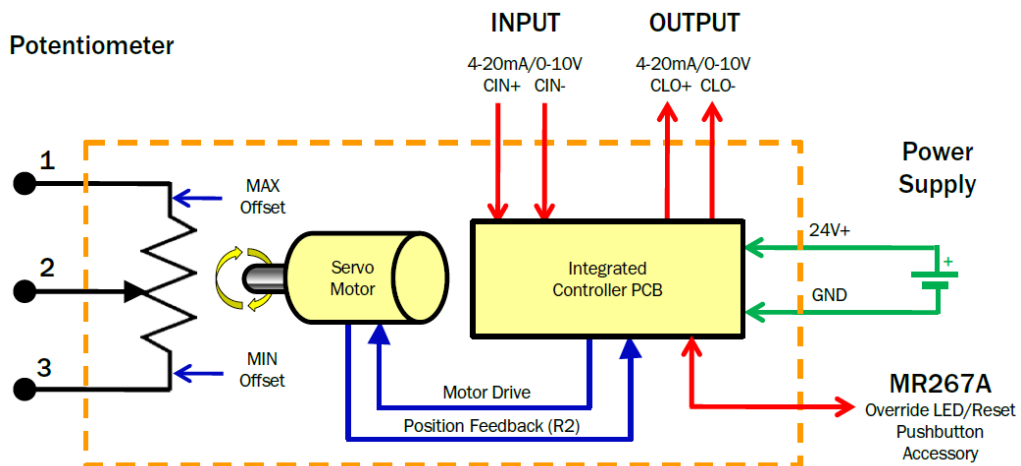 INPUT
OUTPUT
Potentiometer
4-20mA/0-10V
CIN+ CIN-
4-20mA/0-10V
CLO+ CLO-
1
MAX
Offset
2
3
MIN
Offset
Servo
Motor
Integrated
Controller PCB
Motor Drive
Position Feedback (R2)
Power
Supply
24V+
+
GND
MR267A
Override LED/Reset
Pushbutton
Accessory